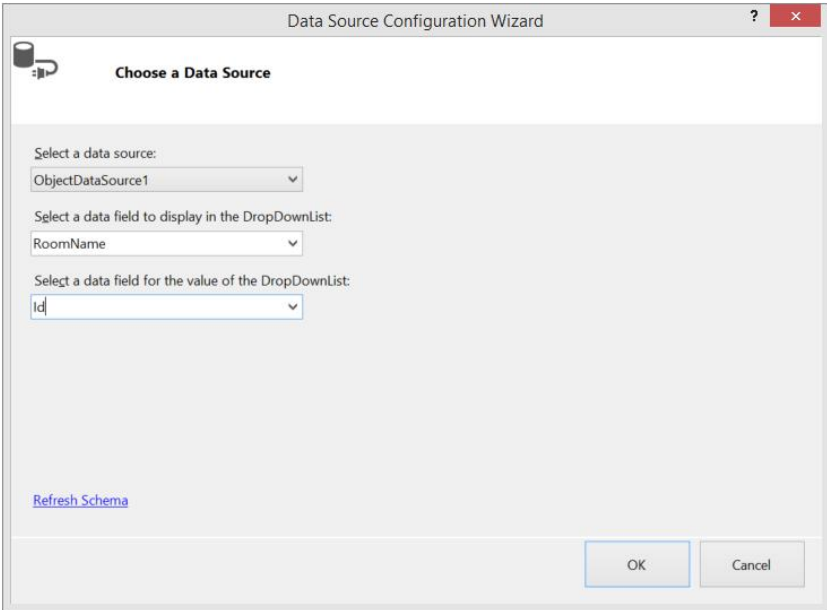 Data Source Configuration Wizard
?
×
Choose a Data Source
Select a data source:
ObjectDataSource1
Select a data field to display in the DropDownList:
RoomName
Select a data field for the value of the DropDownList:
Id
Refresh Schema
OK Cancel